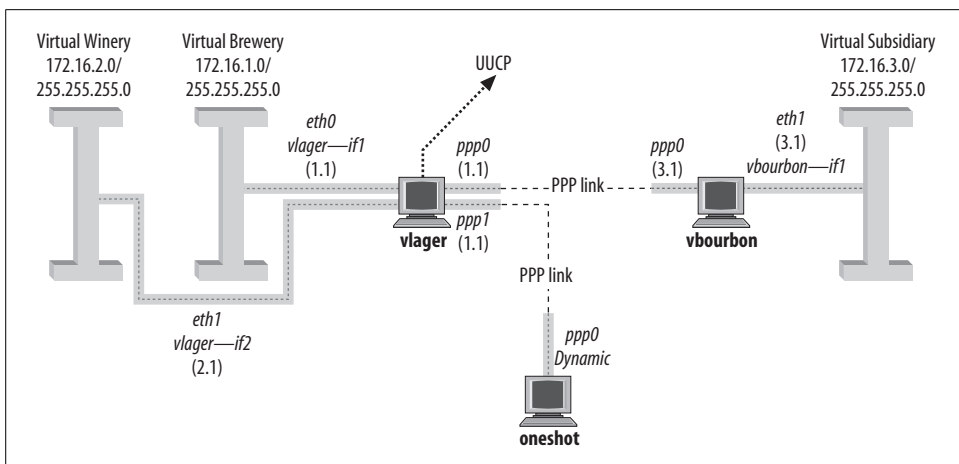 Virtual Winery
172.16.2.0/
255.255.255.0
Virtual Brewery
172.16.1.0/
255.255.255.0
UUCP
Virtual Subsidiary
172.16.3.0/
255.255.255.0
eth0
vlager—if1
(1.1)
ppp0
(1.1)
PPP link
ppp0
(3.1)
eth1
(3.1)
vbourbon—if1
vlager
ppp1
(1.1)
vbourbon
PPP link
eth1
vlager—if2
(2.1)
ppp0
Dynamic
oneshot